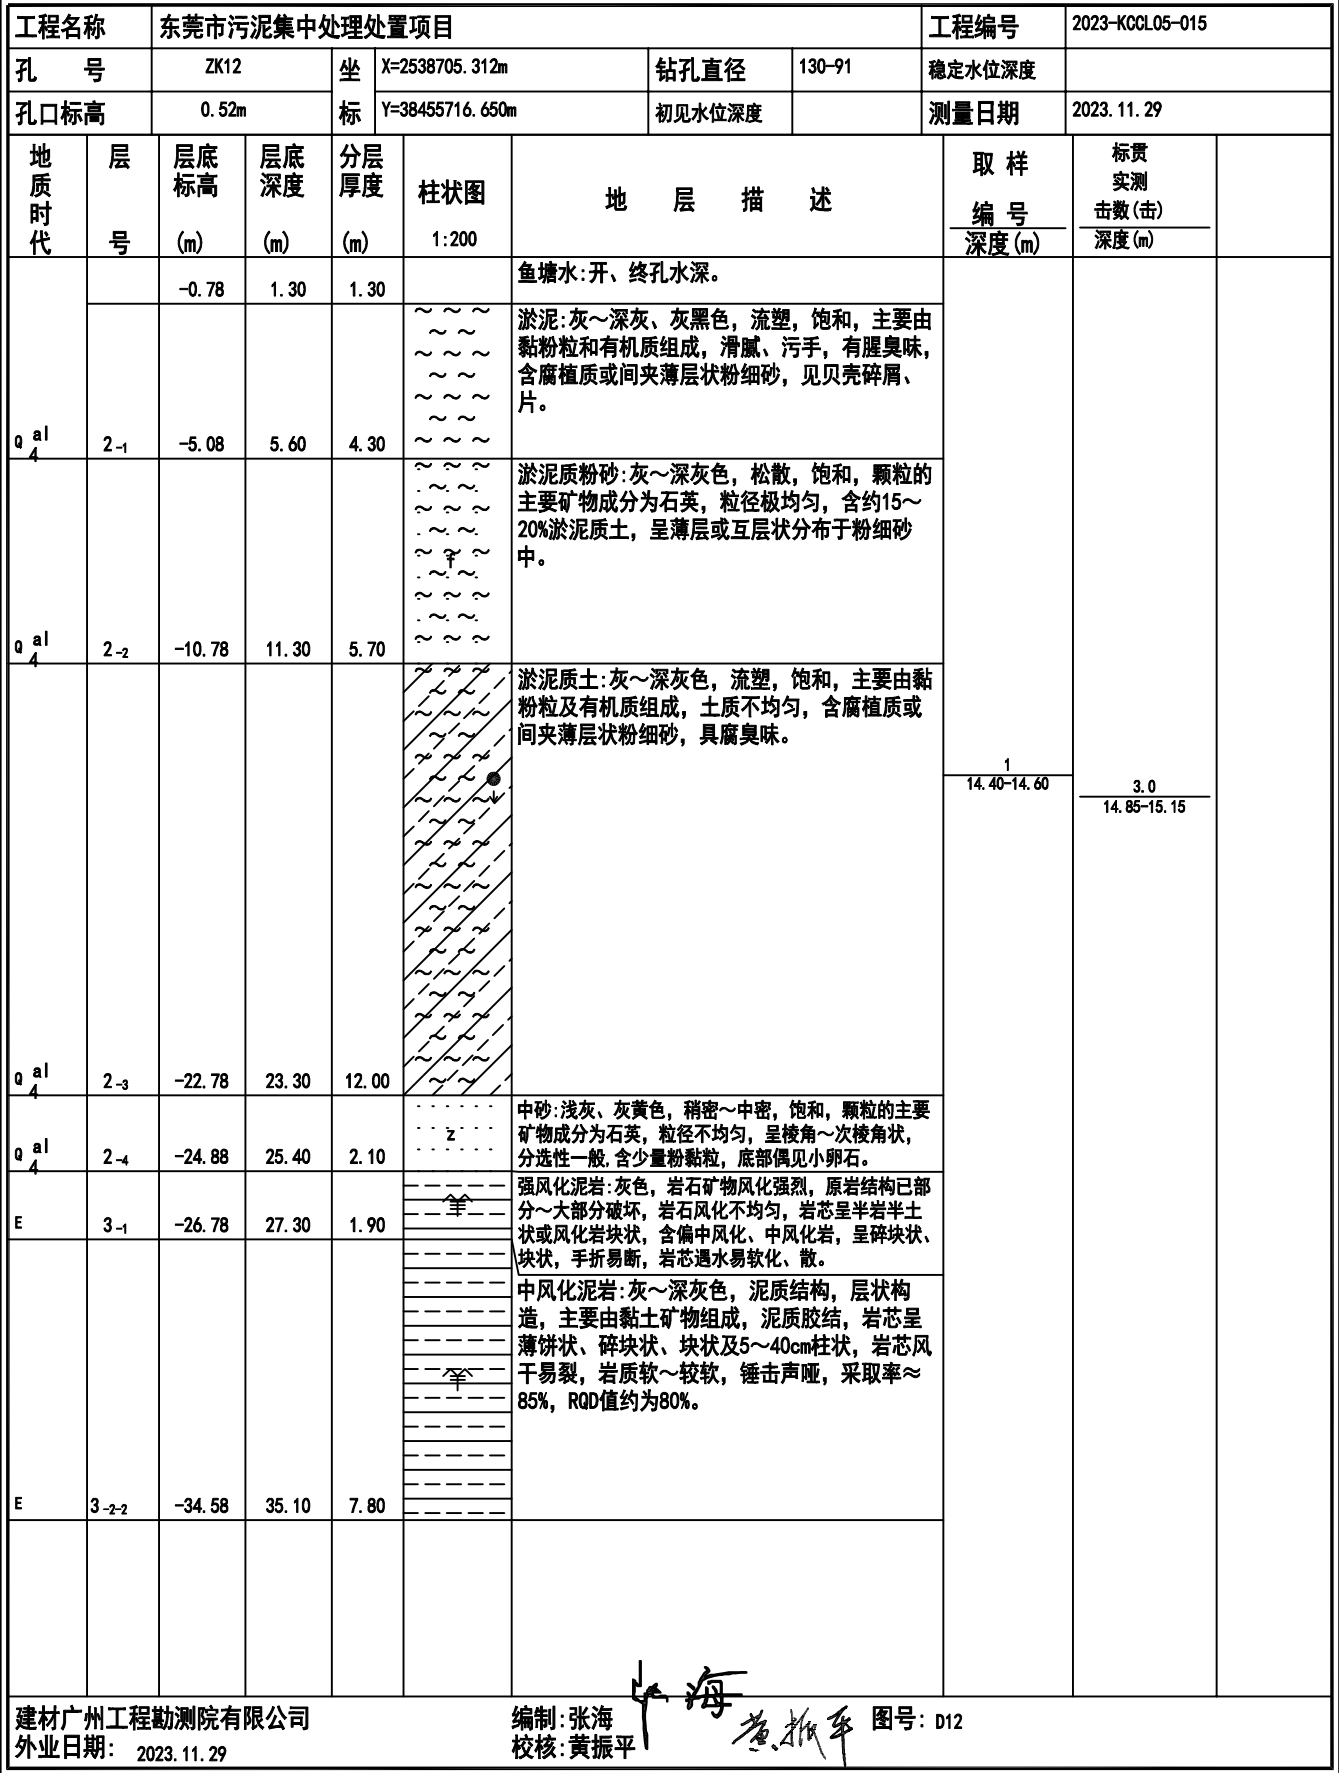 工程名称 东莞市污泥集中处理处置项目 工程编号 2023-KCCL05-015
孔 号 ZK12 坐 X=2538705.312m 钻孔直径 130-91 稳定水位深度
孔口标高 0.52m 标 Y=38455716.650m 初见水位深度 测量日期 2023.11.29
地质时代 层号 层底标高(m) 层底深度(m) 分层厚度(m) 柱状图 1:200 地 层 描 述 取样编号 深度(m) 标贯实测击数(击) 深度(m)
-0.78 1.30 1.30 鱼塘水:开、终孔水深。
淤泥:灰～深灰、灰黑色，流塑，饱和，主要由
黏粉粒和有机质组成，滑腻、污手，有腥臭味，
含腐植质或间夹薄层状粉细砂，见贝壳碎屑、
片。
Q al 4 2-1 -5.08 5.60 4.30
淤泥质粉砂:灰～深灰色，松散，饱和，颗粒的
主要矿物成分为石英，粒径极均匀，含约15～
20%淤泥质土，呈薄层或互层状分布于粉细砂
中。
f
Q al 4 2-2 -10.78 11.30 5.70
淤泥质土:灰～深灰色，流塑，饱和，主要由黏
粉粒及有机质组成，土质不均匀，含腐植质或
间夹薄层状粉细砂，具腐臭味。
1
14.40-14.60
3.0
14.85-15.15
Q al 4 2-3 -22.78 23.30 12.00
中砂:浅灰、灰黄色，稍密～中密，饱和，颗粒的主要
矿物成分为石英，粒径不均匀，呈棱角～次棱角状，
分选性一般,含少量粉黏粒，底部偶见小卵石。
z
Q al 4 2-4 -24.88 25.40 2.10
强风化泥岩:灰色，岩石矿物风化强烈，原岩结构已部
分～大部分破坏，岩石风化不均匀，岩芯呈半岩半土
状或风化岩块状，含偏中风化、中风化岩，呈碎块状、
块状，手折易断，岩芯遇水易软化、散。
E 3-1 -26.78 27.30 1.90
中风化泥岩:灰～深灰色，泥质结构，层状构
造，主要由黏土矿物组成，泥质胶结，岩芯呈
薄饼状、碎块状、块状及5～40cm柱状，岩芯风
干易裂，岩质软～较软，锤击声哑，采取率≈
85%，RQD值约为80%。
E 3-2-2 -34.58 35.10 7.80
建材广州工程勘测院有限公司 编制:张海 张海 图号: D12
外业日期: 2023.11.29 校核:黄振平 黄振平